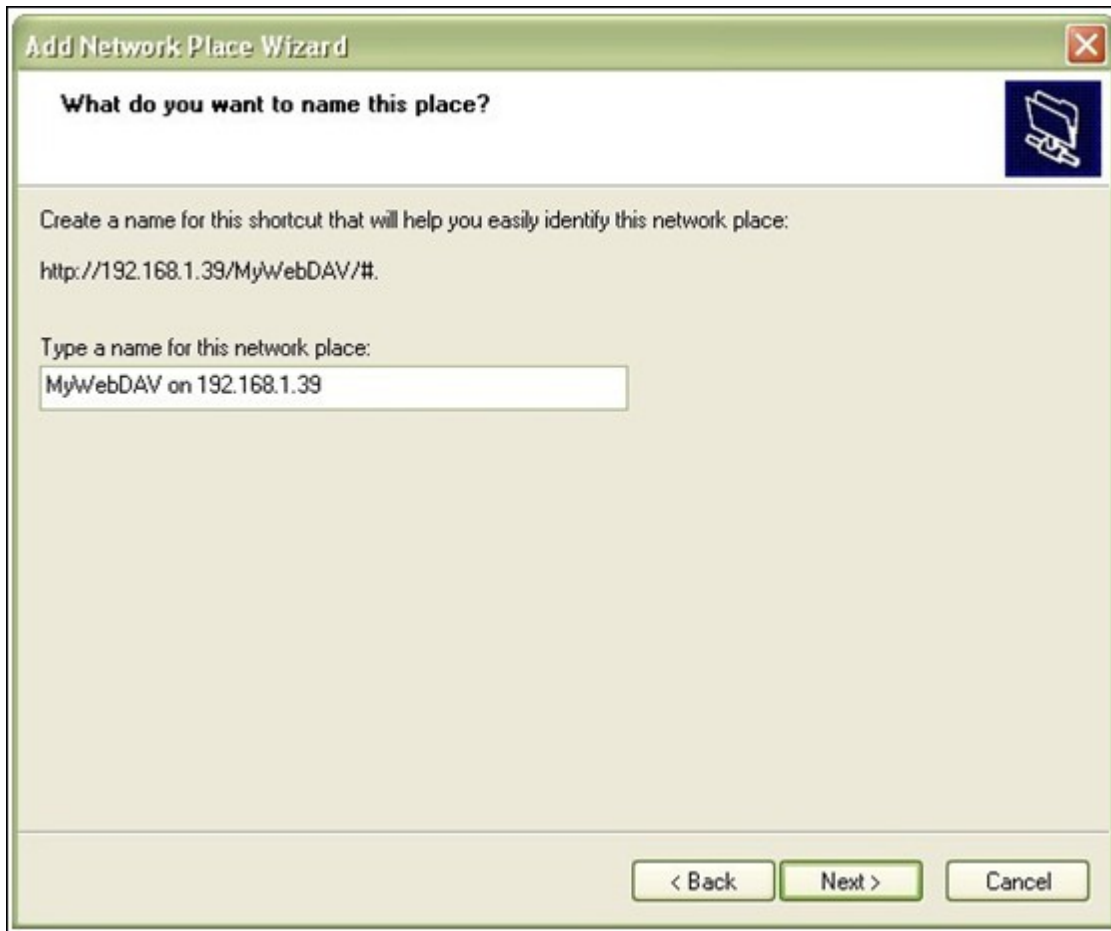 Add Network Place Wizard
What do you want to name this place?
Create a name for this shortcut that will help you easily identify this network place:
http://192.168.1.39/MyWebDAV/#.
Type a name for this network place:
MyWebDAV on 192.168.1.39
< Back Next > Cancel